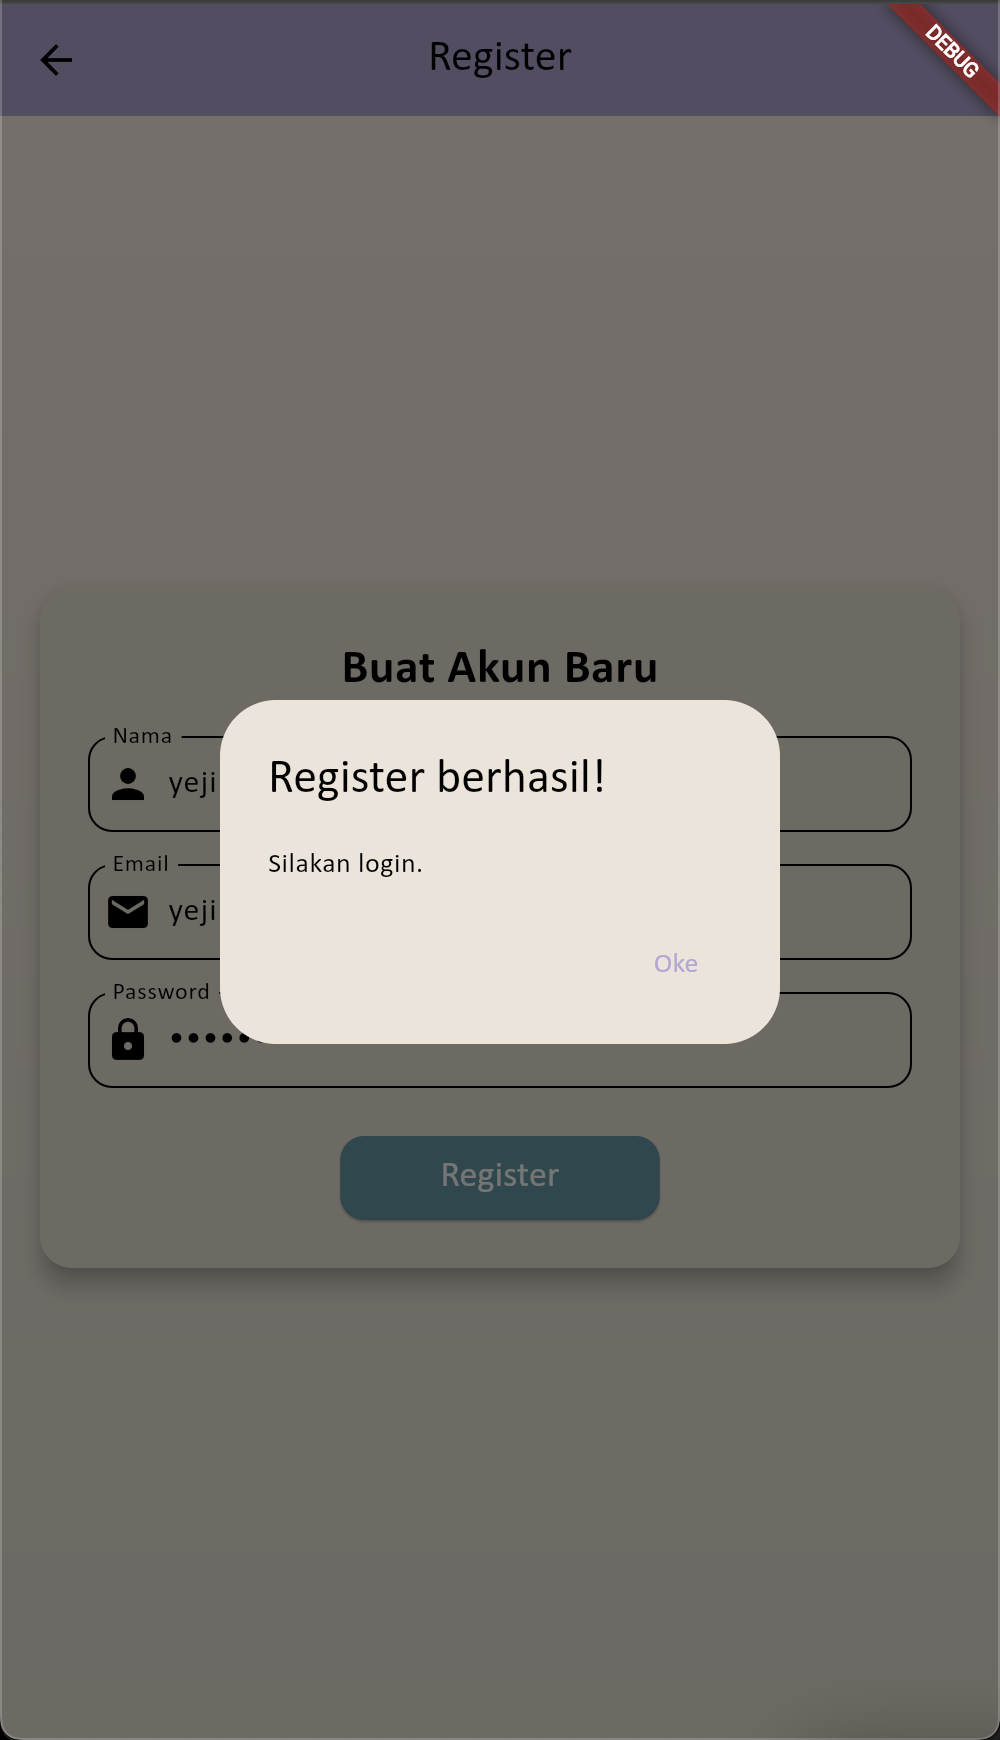 Register
DEBUG
Buat Akun Baru
Nama
yeji
Register berhasil!
Silakan login.
Email
yeji
Oke
Password
Register